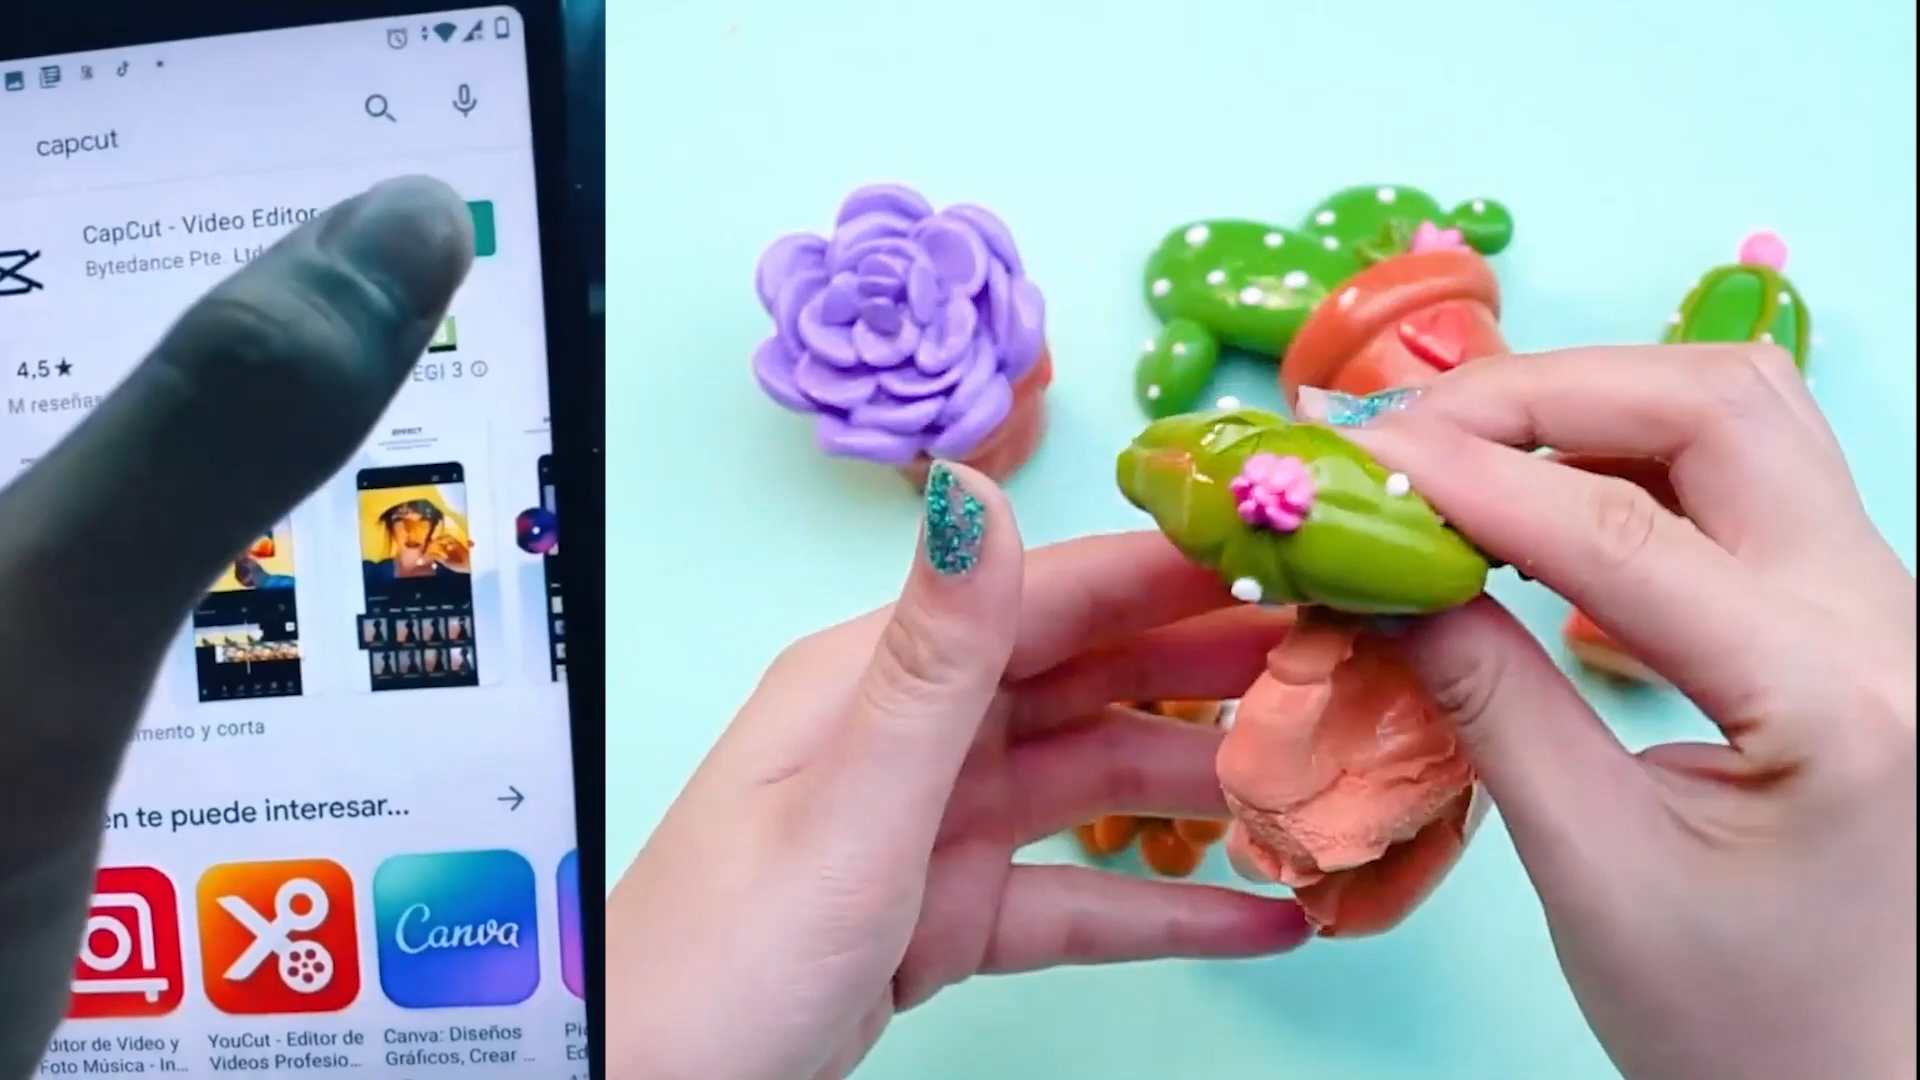 capcut
CapCut - Video Editor
Bytedance Pte. Ltd
4,5★
M reseñas
EGI 3
EFFECT
mento y corta
en te puede interesar...
Canva
ditor de Video y
Foto Música - In...
YouCut - Editor de
Videos Profesio...
Canva: Diseños
Gráficos, Crear ...